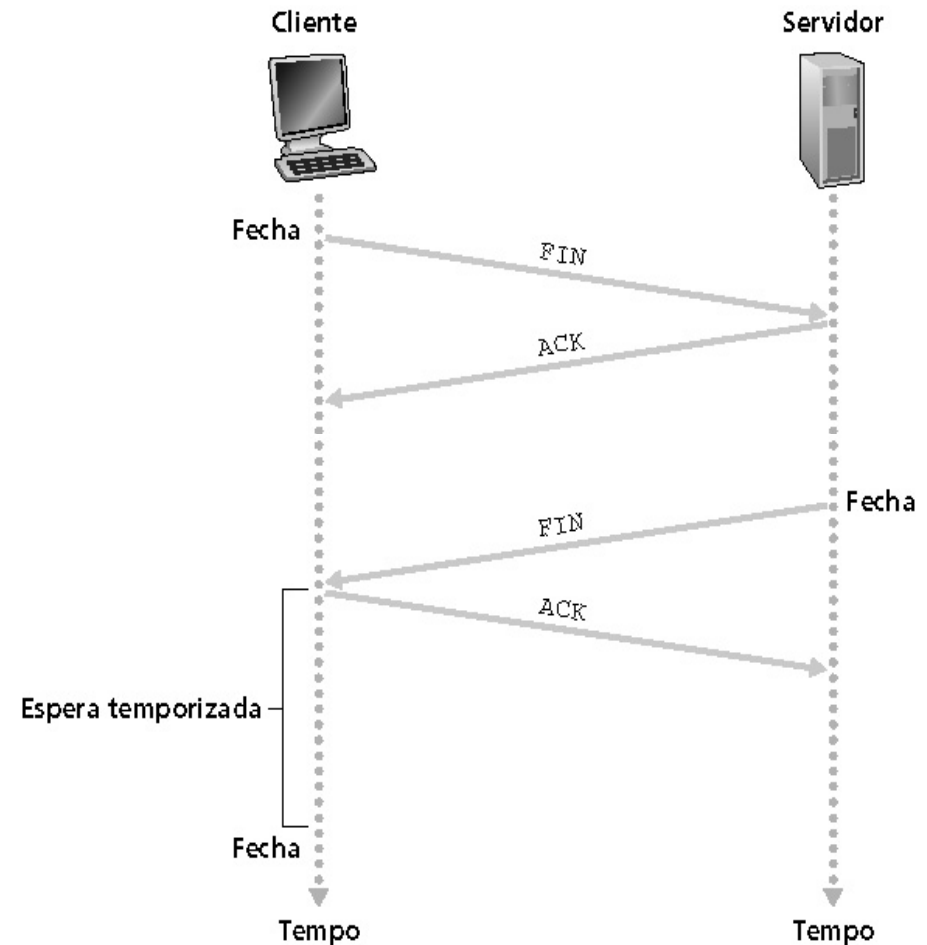 Cliente
Servidor
Fecha
FIN
ACK
Fecha
FIN
ACK
Espera temporizada
Fecha
Tempo
Tempo